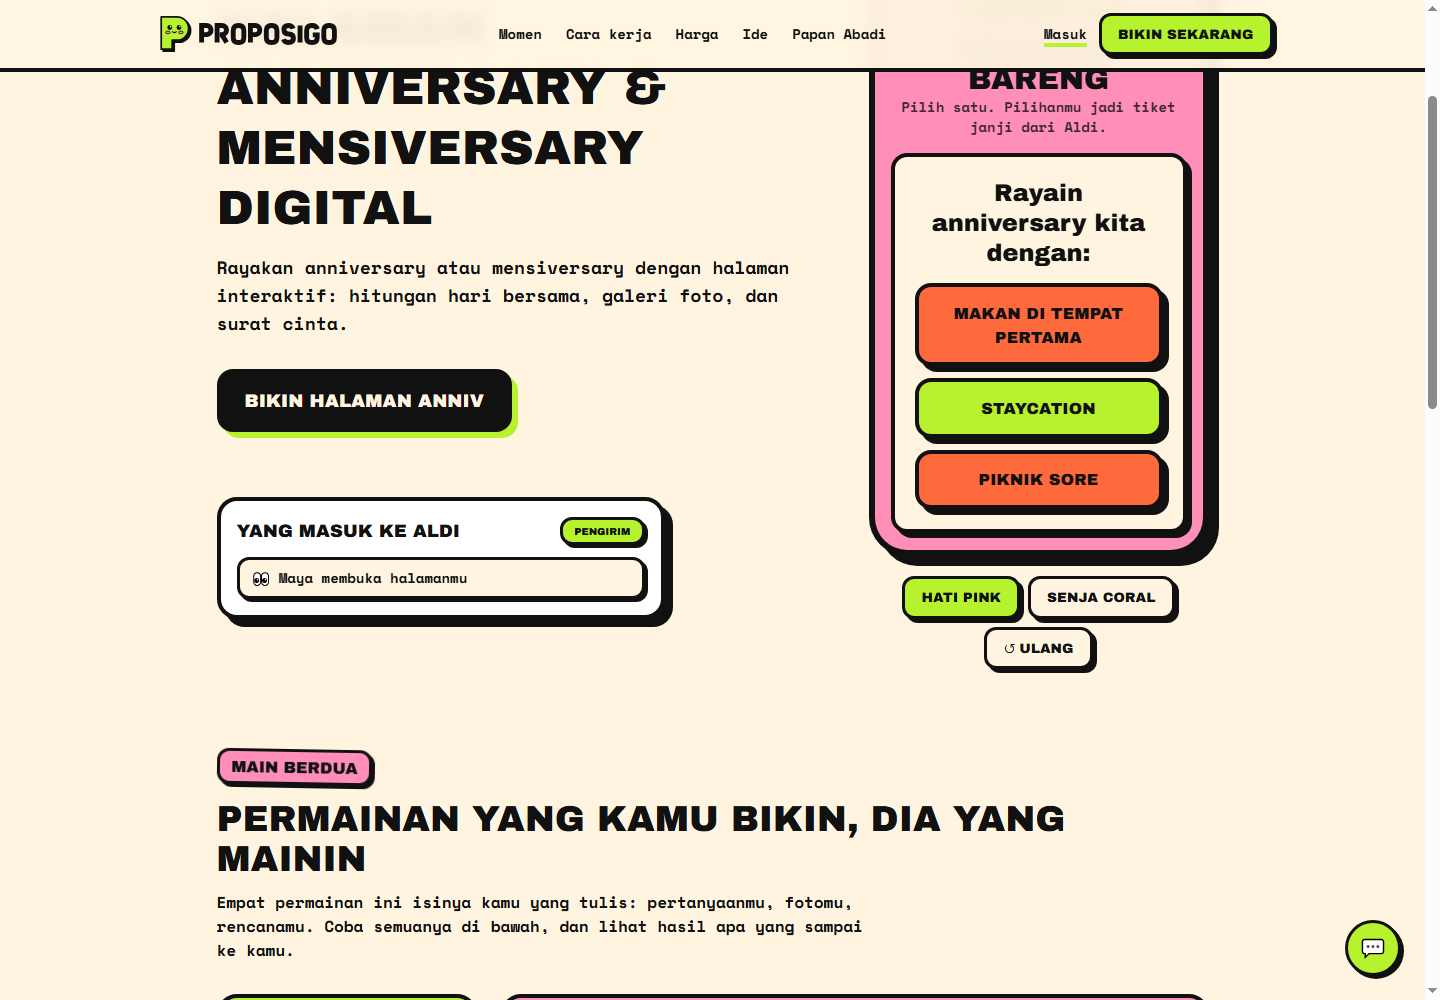 PROPOSIGO
Momen
Cara kerja
Harga
Ide
Papan Abadi
Masuk
BIKIN SEKARANG
ANNIVERSARY &
MENSIVERSARY
DIGITAL
Rayakan anniversary atau mensiversary dengan halaman
interaktif: hitungan hari bersama, galeri foto, dan
surat cinta.
BIKIN HALAMAN ANNIV
YANG MASUK KE ALDI
PENGIRIM
👀 Maya membuka halamanmu
BARENG
Pilih satu. Pilihanmu jadi tiket
janji dari Aldi.
Rayain
anniversary kita
dengan:
MAKAN DI TEMPAT
PERTAMA
STAYCATION
PIKNIK SORE
HATI PINK
SENJA CORAL
↺ ULANG
MAIN BERDUA
PERMAINAN YANG KAMU BIKIN, DIA YANG
MAININ
Empat permainan ini isinya kamu yang tulis: pertanyaanmu, fotomu,
rencanamu. Coba semuanya di bawah, dan lihat hasil apa yang sampai
ke kamu.